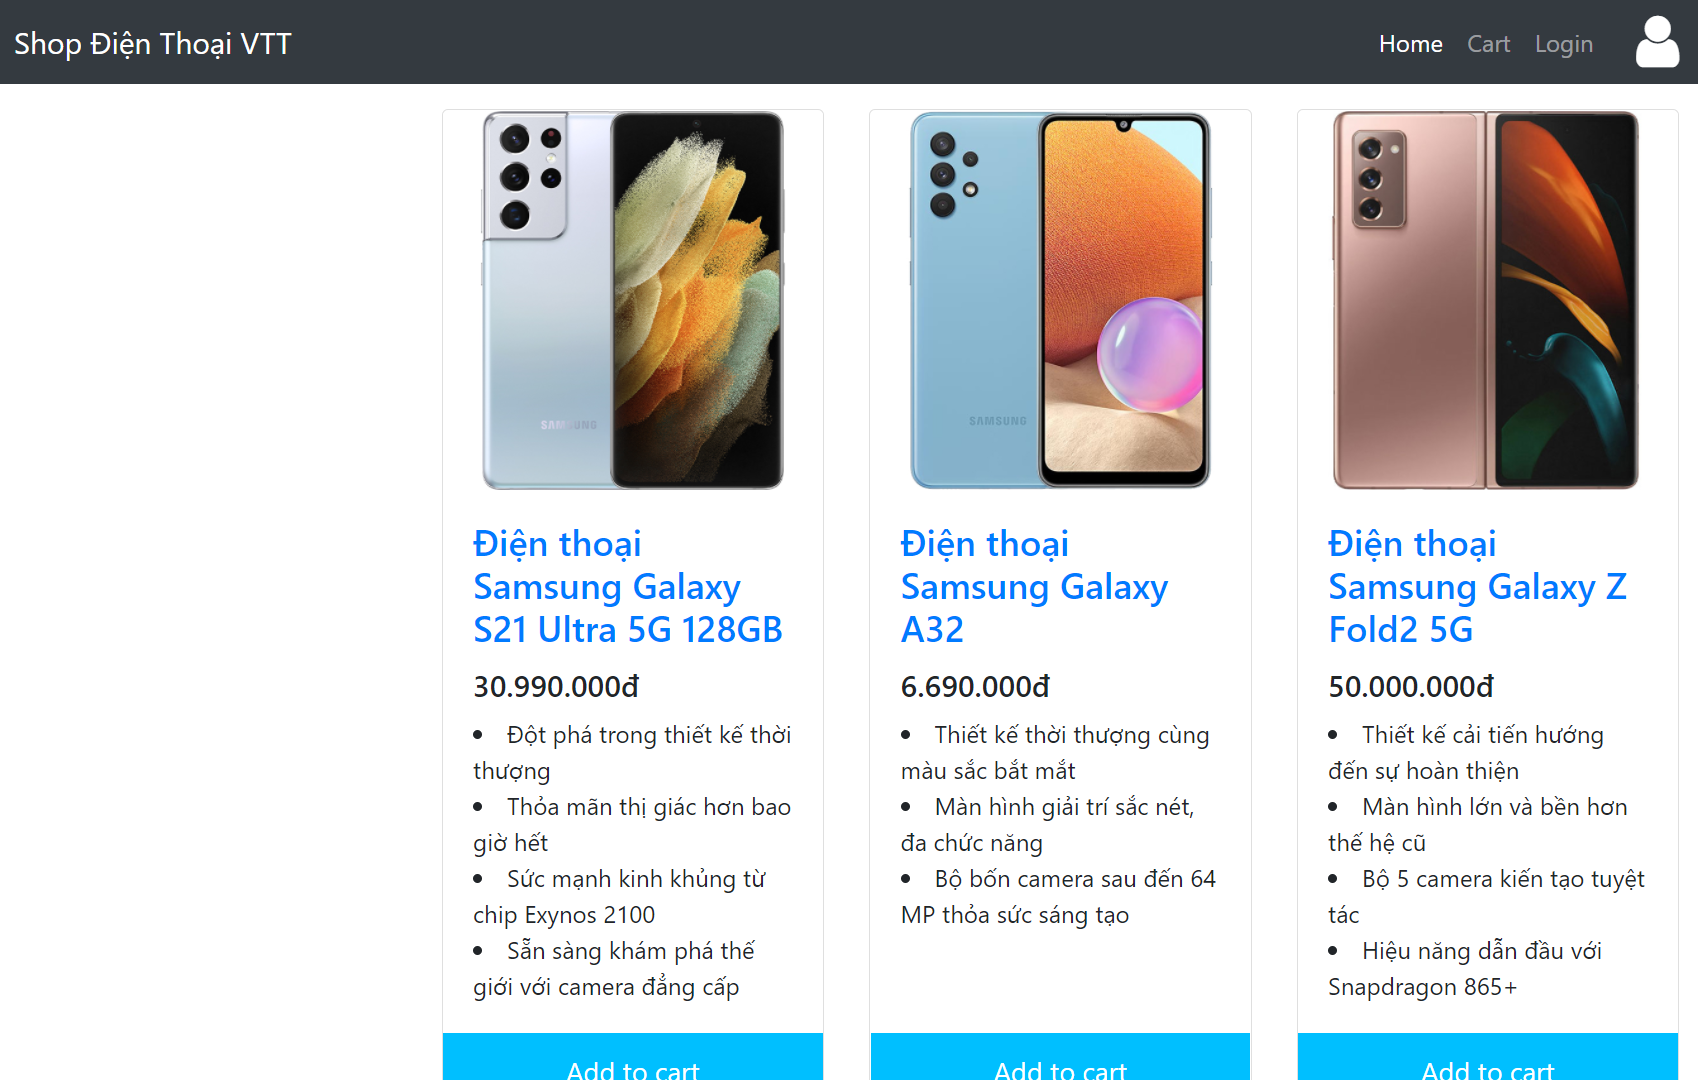 Shop Điện Thoại VTT
Home Cart Login
SAMSUNG
SAMSUNG
Điện thoại
Samsung Galaxy
S21 Ultra 5G 128GB
30.990.000đ
• Đột phá trong thiết kế thời
thượng
• Thỏa mãn thị giác hơn bao
giờ hết
• Sức mạnh kinh khủng từ
chip Exynos 2100
• Sẵn sàng khám phá thế
giới với camera đẳng cấp
Add to cart
Điện thoại
Samsung Galaxy
A32
6.690.000đ
• Thiết kế thời thượng cùng
màu sắc bắt mắt
• Màn hình giải trí sắc nét,
đa chức năng
• Bộ bốn camera sau đến 64
MP thỏa sức sáng tạo
Add to cart
Điện thoại
Samsung Galaxy Z
Fold2 5G
50.000.000đ
• Thiết kế cải tiến hướng
đến sự hoàn thiện
• Màn hình lớn và bền hơn
thế hệ cũ
• Bộ 5 camera kiến tạo tuyệt
tác
• Hiệu năng dẫn đầu với
Snapdragon 865+
Add to cart